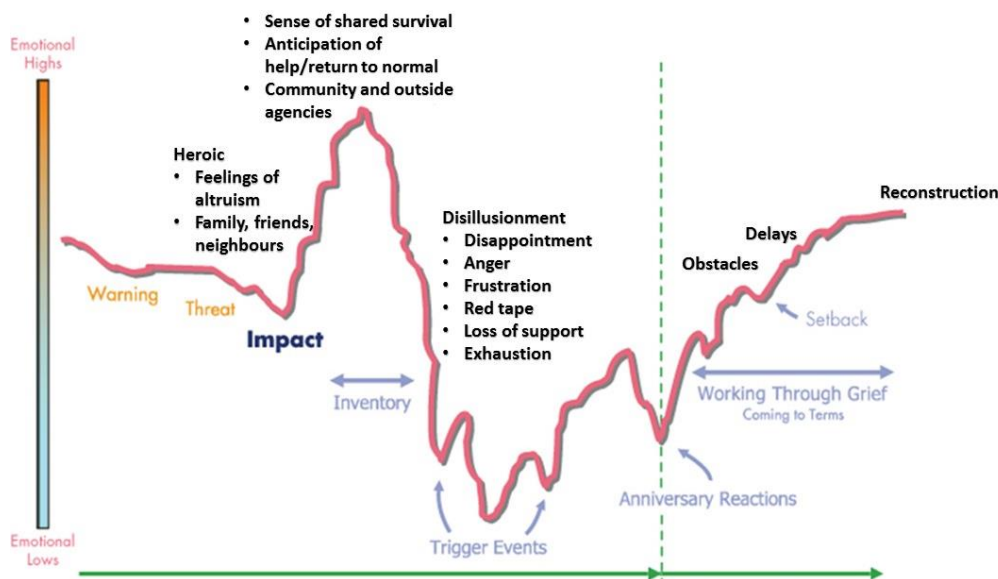 Emotional
Highs
• Sense of shared survival
• Anticipation of
help/return to normal
• Community and outside
agencies
Heroic
• Feelings of
altruism
• Family, friends,
neighbours
Warning
Threat
Impact
Inventory
Disillusionment
• Disappointment
• Anger
• Frustration
• Red tape
• Loss of support
• Exhaustion
Trigger Events
Reconstruction
Delays
Obstacles
Setback
Working Through Grief
Coming to Terms
Anniversary Reactions
Emotional
Lows